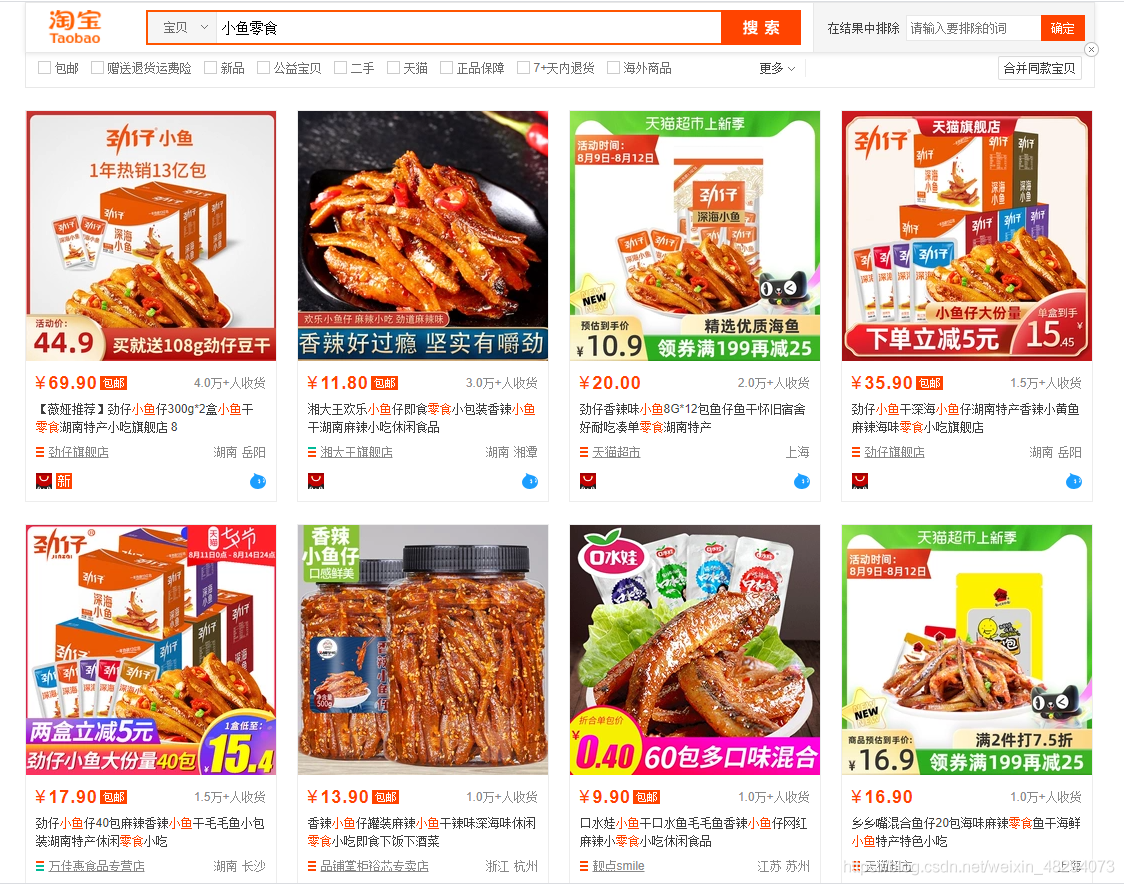 淘宝
Taobao
宝贝
小鱼零食
搜索
在结果中排除
请输入要排除的词
确定
包邮
赠送退货运费险
新品
公益宝贝
二手
天猫
正品保障
7+天内退货
海外商品
更多
合并同款宝贝
劲仔小鱼
1年热销13亿包
劲仔
深海小鱼
活动价:
44.9
买就送108g劲仔豆干
¥69.90 包邮
4.0万+人收货
【薇娅推荐】劲仔小鱼仔300g*2盒小鱼干
零食湖南特产小吃旗舰店 8
劲仔旗舰店
湖南 岳阳
新
欢乐小鱼仔 麻辣小吃 劲道麻辣味
香辣好过瘾 坚实有嚼劲
¥11.80 包邮
3.0万+人收货
湘大王欢乐小鱼仔即食零食小包装香辣小鱼
干湖南麻辣小吃休闲食品
湘大王旗舰店
湖南 湘潭
天猫超市上新季
活动时间:
8月9日-8月12日
劲仔
深海小鱼
NEW
预估到手价
¥10.9
精选优质海鱼
领券满199再减25
¥20.00
2.0万+人收货
劲仔香辣味小鱼8G*12包鱼仔鱼干怀旧宿舍
好耐吃凑单零食湖南特产
天猫超市
上海
劲仔
天猫旗舰店
劲仔
深海小鱼
小鱼仔大份量
下单立减5元
单盒到手
15.45
¥
¥35.90 包邮
1.5万+人收货
劲仔小鱼干深海小鱼仔湖南特产香辣小黄鱼
麻辣海味零食小吃旗舰店
劲仔旗舰店
湖南 岳阳
劲仔®
JINZAI
天猫
七夕节
8月11日0点 - 8月14日24点
劲仔
深海小鱼
两盒立减5元
劲仔小鱼大份量40包
1盒低至:
¥15.4
¥17.90 包邮
1.5万+人收货
劲仔小鱼仔40包麻辣香辣小鱼干毛毛鱼小包
装湖南特产休闲零食小吃
万佳惠食品专营店
湖南 长沙
香辣
小鱼仔
口感鲜美
香辣小鱼仔
净含量
500g
¥13.90 包邮
1.0万+人收货
香辣小鱼仔罐装麻辣小鱼干辣味深海味休闲
零食小吃即食下饭下酒菜
品铺掌柜裕芯专卖店
浙江 杭州
口水娃
折合单包价
¥0.40
60包多口味混合
¥9.90 包邮
1.0万+人收货
口水娃小鱼干口水鱼毛毛鱼香辣小鱼仔网红
麻辣小零食小吃休闲食品
靓点smile
江苏 苏州
天猫超市上新季
活动时间:
8月9日-8月12日
NEW
商品预估到手价:
¥16.9
满2件打7.5折
领券满199再减25
¥16.90
1.0万+人收货
乡乡嘴混合鱼仔20包海味麻辣零食鱼干海鲜
小鱼特产特色小吃
天猫超市
上海
https://blog.csdn.net/weixin_48234073